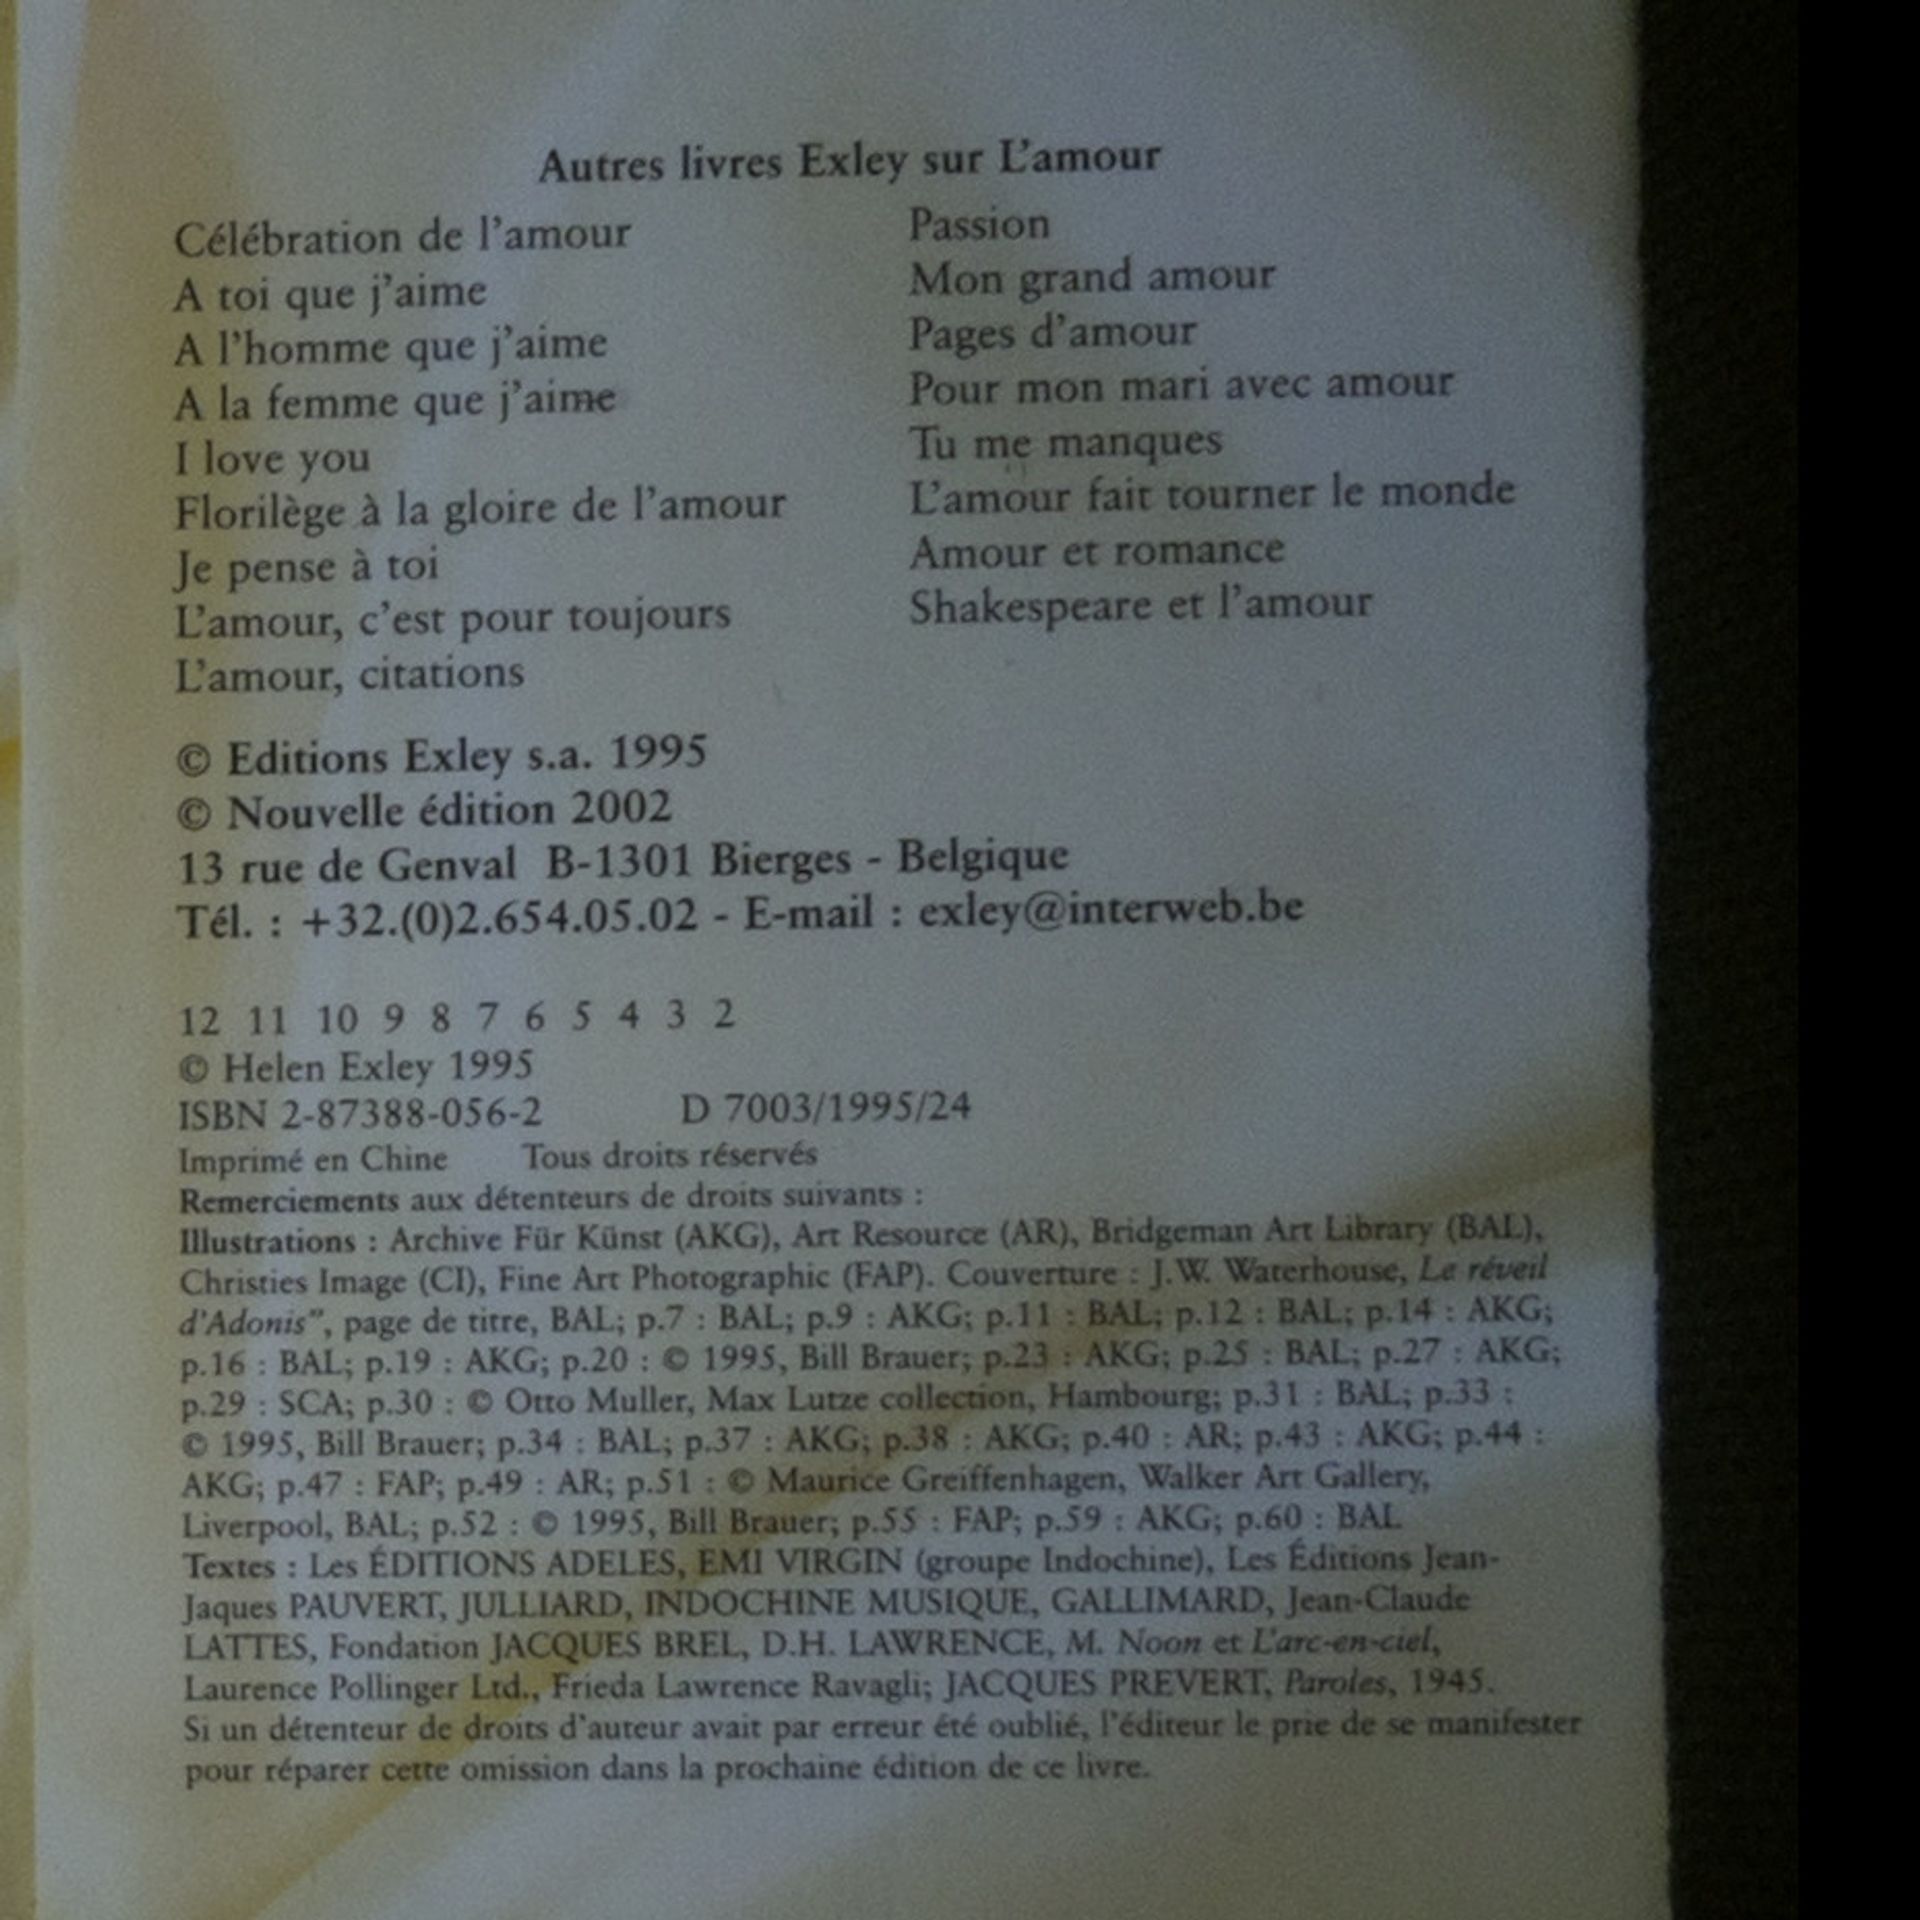 Autres livres Exley sur L'amour
Célébration de l'amour
A toi que j'aime
A l'homme que j'aime
A la femme que j'aime
I love you
Florilège à la gloire de l'amour
Je pense à toi
L'amour, c'est pour toujours
L'amour, citations
Passion
Mon grand amour
Pages d'amour
Pour mon mari avec amour
Tu me manques
L'amour fait tourner le monde
Amour et romance
Shakespeare et l'amour
© Editions Exley s.a. 1995
© Nouvelle édition 2002
13 rue de Genval B-1301 Bierges - Belgique
Tél. : +32.(0)2.654.05.02 - E-mail : exley@interweb.be
12 11 10 9 8 7 6 5 4 3 2
© Helen Exley 1995
ISBN 2-87388-056-2 D 7003/1995/24
Imprimé en Chine Tous droits réservés
Remerciements aux détenteurs de droits suivants :
Illustrations : Archive Für Künst (AKG), Art Resource (AR), Bridgeman Art Library (BAL),
Christies Image (CI), Fine Art Photographic (FAP). Couverture : J.W. Waterhouse, Le réveil
d'Adonis", page de titre, BAL; p.7 : BAL; p.9 : AKG; p.11 : BAL; p.12 : BAL; p.14 : AKG;
p.16 : BAL; p.19 : AKG; p.20 : © 1995, Bill Brauer; p.23 : AKG; p.25 : BAL; p.27 : AKG;
p.29 : SCA; p.30 : © Otto Muller, Max Lutze collection, Hambourg; p.31 : BAL; p.33 :
© 1995, Bill Brauer; p.34 : BAL; p.37 : AKG; p.38 : AKG; p.40 : AR; p.43 : AKG; p.44 :
AKG; p.47 : FAP; p.49 : AR; p.51 : © Maurice Greiffenhagen, Walker Art Gallery,
Liverpool, BAL; p.52 : © 1995, Bill Brauer; p.55 : FAP; p.59 : AKG; p.60 : BAL
Textes : Les ÉDITIONS ADELES, EMI VIRGIN (groupe Indochine), Les Éditions Jean-
Jaques PAUVERT, JULLIARD, INDOCHINE MUSIQUE, GALLIMARD, Jean-Claude
LATTES, Fondation JACQUES BREL, D.H. LAWRENCE, M. Noon et L'arc-en-ciel,
Laurence Pollinger Ltd., Frieda Lawrence Ravagli; JACQUES PREVERT, Paroles, 1945.
Si un détenteur de droits d'auteur avait par erreur été oublié, l'éditeur le prie de se manifester
pour réparer cette omission dans la prochaine édition de ce livre.